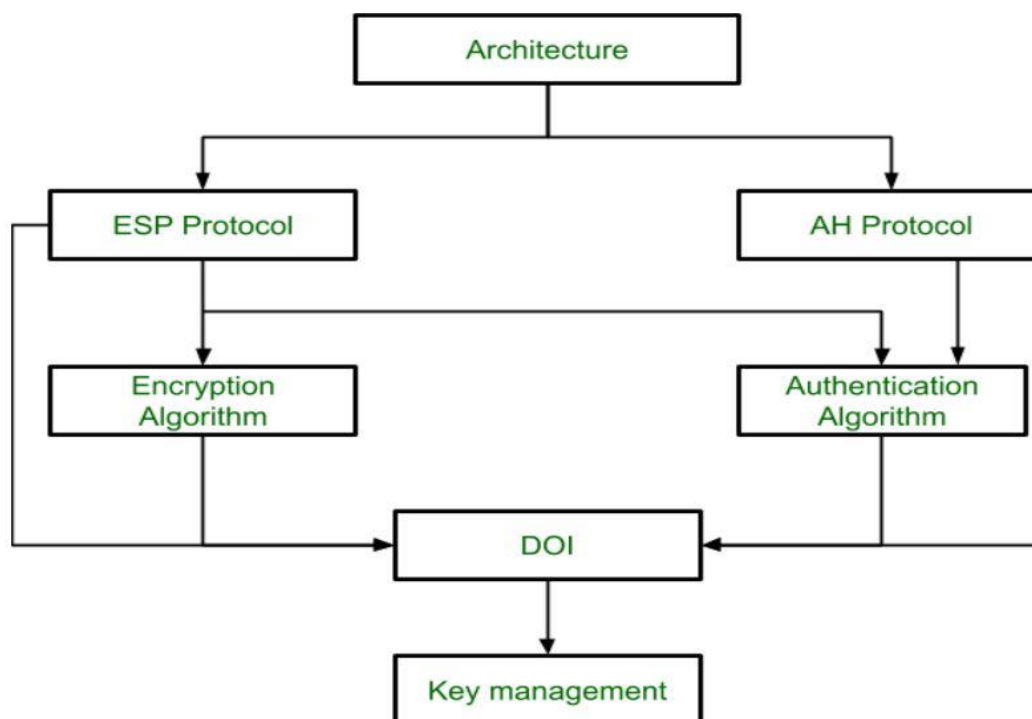 Architecture
ESP Protocol
AH Protocol
Encryption
Algorithm
Authentication
Algorithm
DOI
Key management